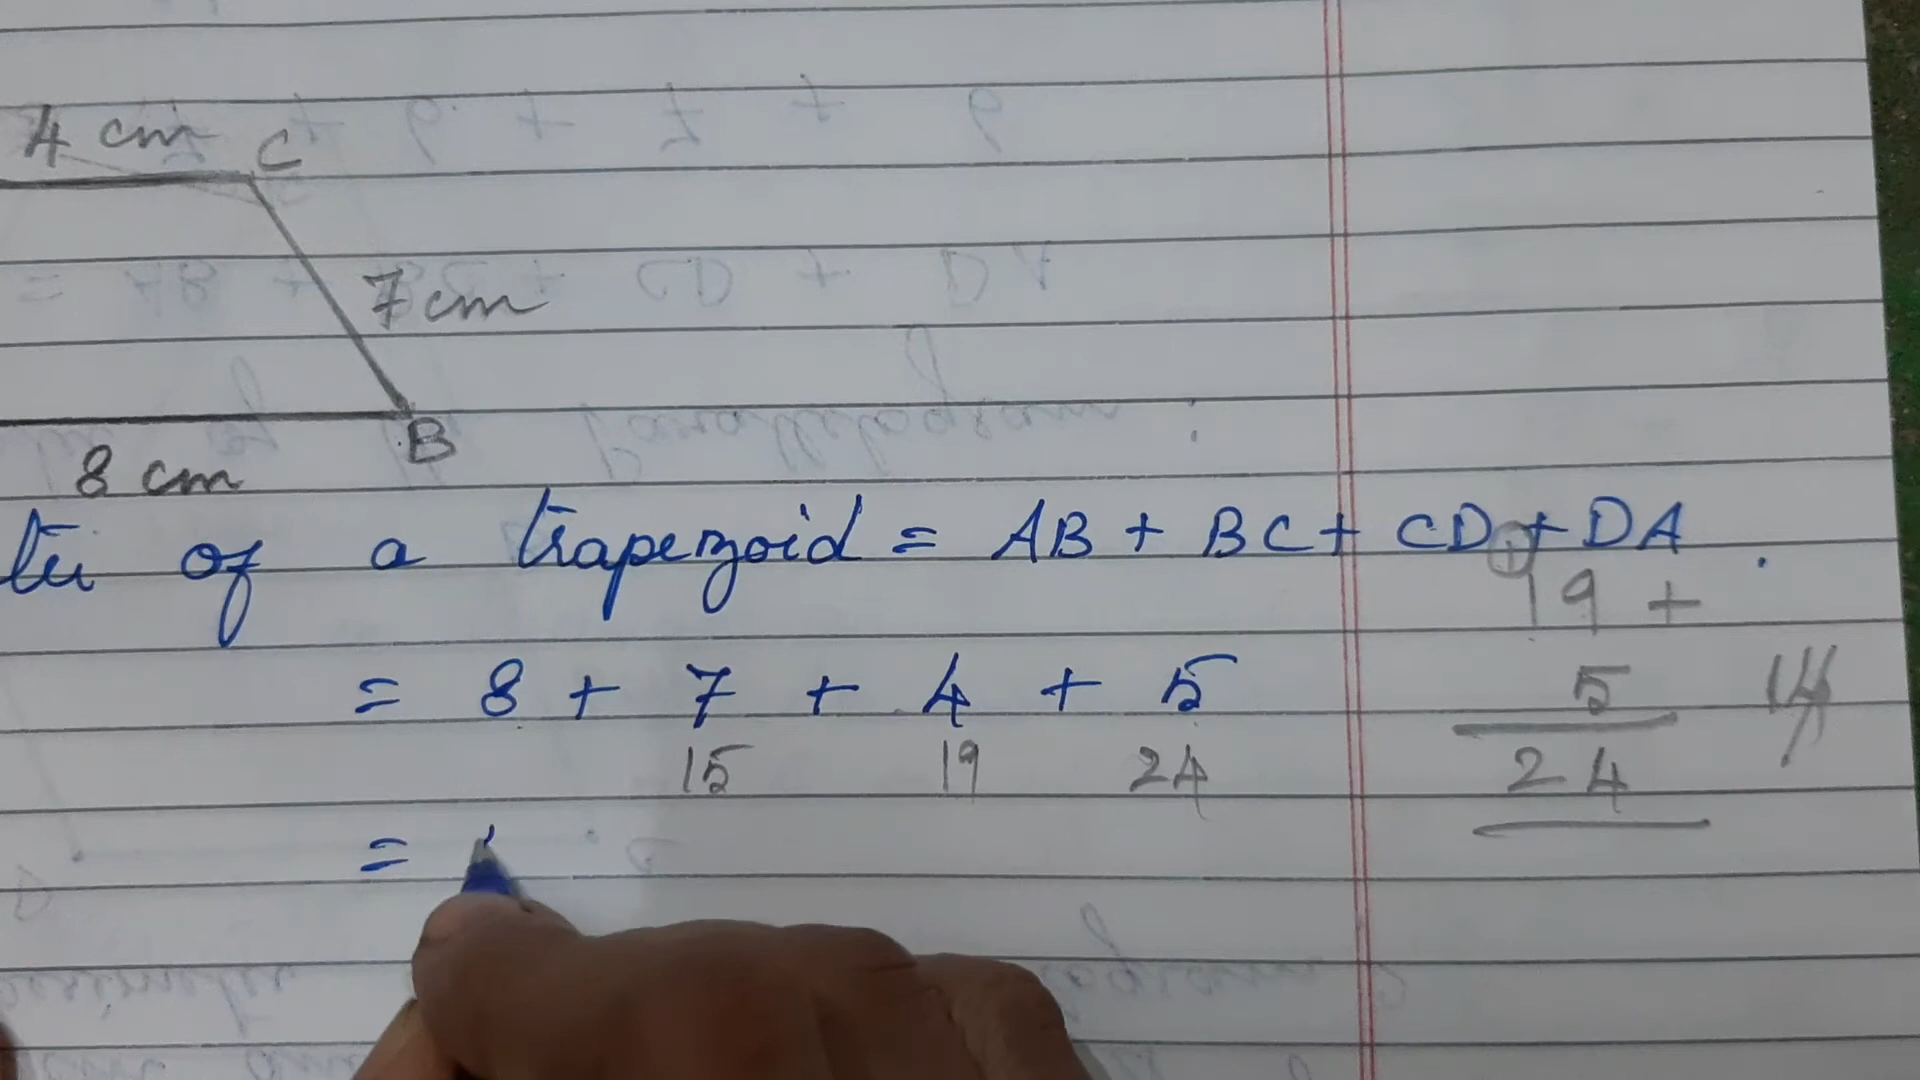 4 cm C
7 cm
B
8 cm
of a trapezoid = AB + BC + CD + DA .
19 +
= 8 + 7 + 4 + 5
5 14
15 19 24
24
=